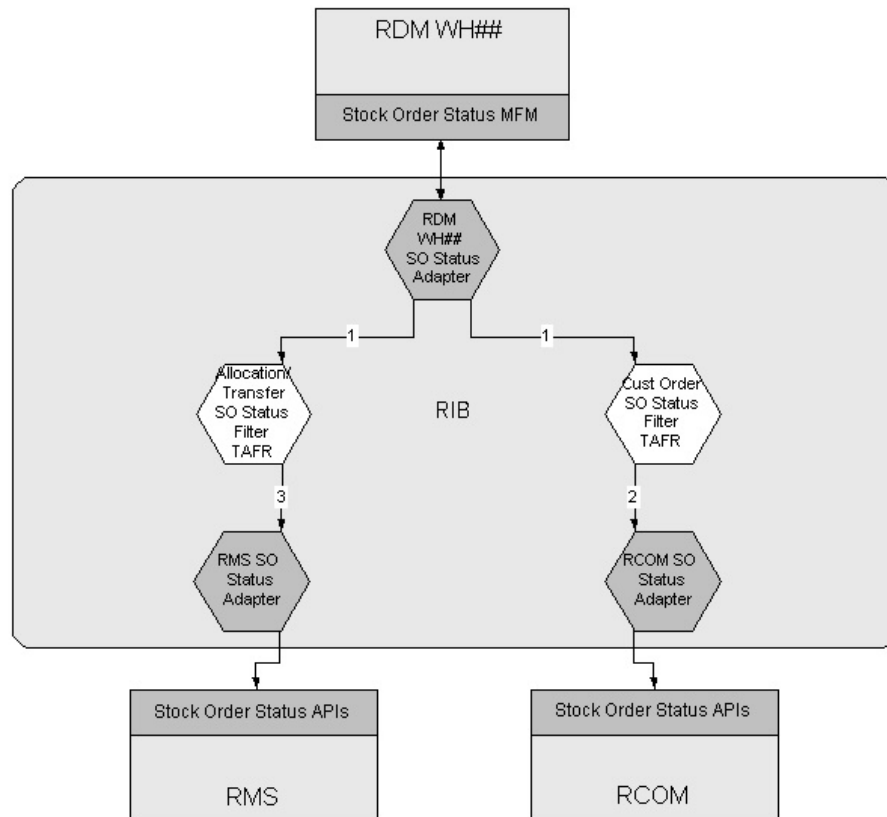 RDM WH##
Stock Order Status MFM
RDM
WH##
SO Status
Adapter
1
1
Allocation/
Transfer
SO Status
Filter
TAFR
RIB
Cust Order
SO Status
Filter
TAFR
3
2
RMS SO
Status
Adapter
RCOM SO
Status
Adapter
Stock Order Status APIs
Stock Order Status APIs
RMS
RCOM